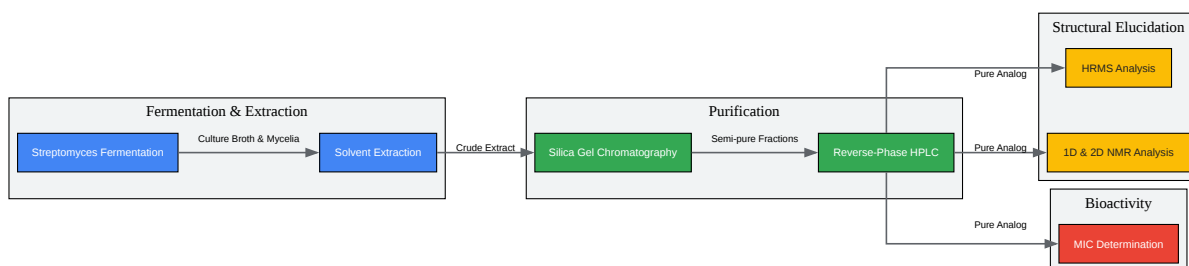 Fermentation & Extraction
Streptomyces Fermentation
Culture Broth & Mycelia
Solvent Extraction
Crude Extract
Purification
Silica Gel Chromatography
Semi-pure Fractions
Reverse-Phase HPLC
Pure Analog
Structural Elucidation
HRMS Analysis
Pure Analog
1D & 2D NMR Analysis
Pure Analog
Bioactivity
MIC Determination